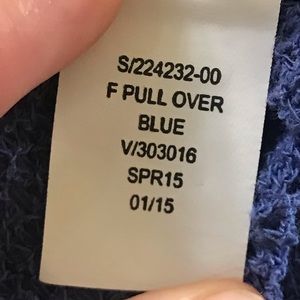 S/224232-00
F PULL OVER
BLUE
V/303016
SPR15
01/15